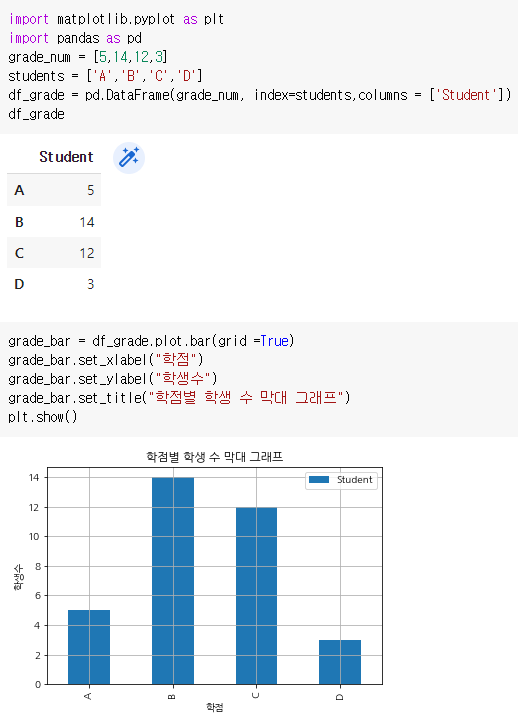 import matplotlib.pyplot as plt
import pandas as pd
grade_num = [5,14,12,3]
students = ['A','B','C','D']
df_grade = pd.DataFrame(grade_num, index=students,columns = ['Student'])
df_grade
Student
A 5
B 14
C 12
D 3
grade_bar = df_grade.plot.bar(grid =True)
grade_bar.set_xlabel("학점")
grade_bar.set_ylabel("학생수")
grade_bar.set_title("학점별 학생 수 막대 그래프")
plt.show()
학점별 학생 수 막대 그래프
Student
14
12
10
8
6
4
2
0
학생수
A B C D
학점